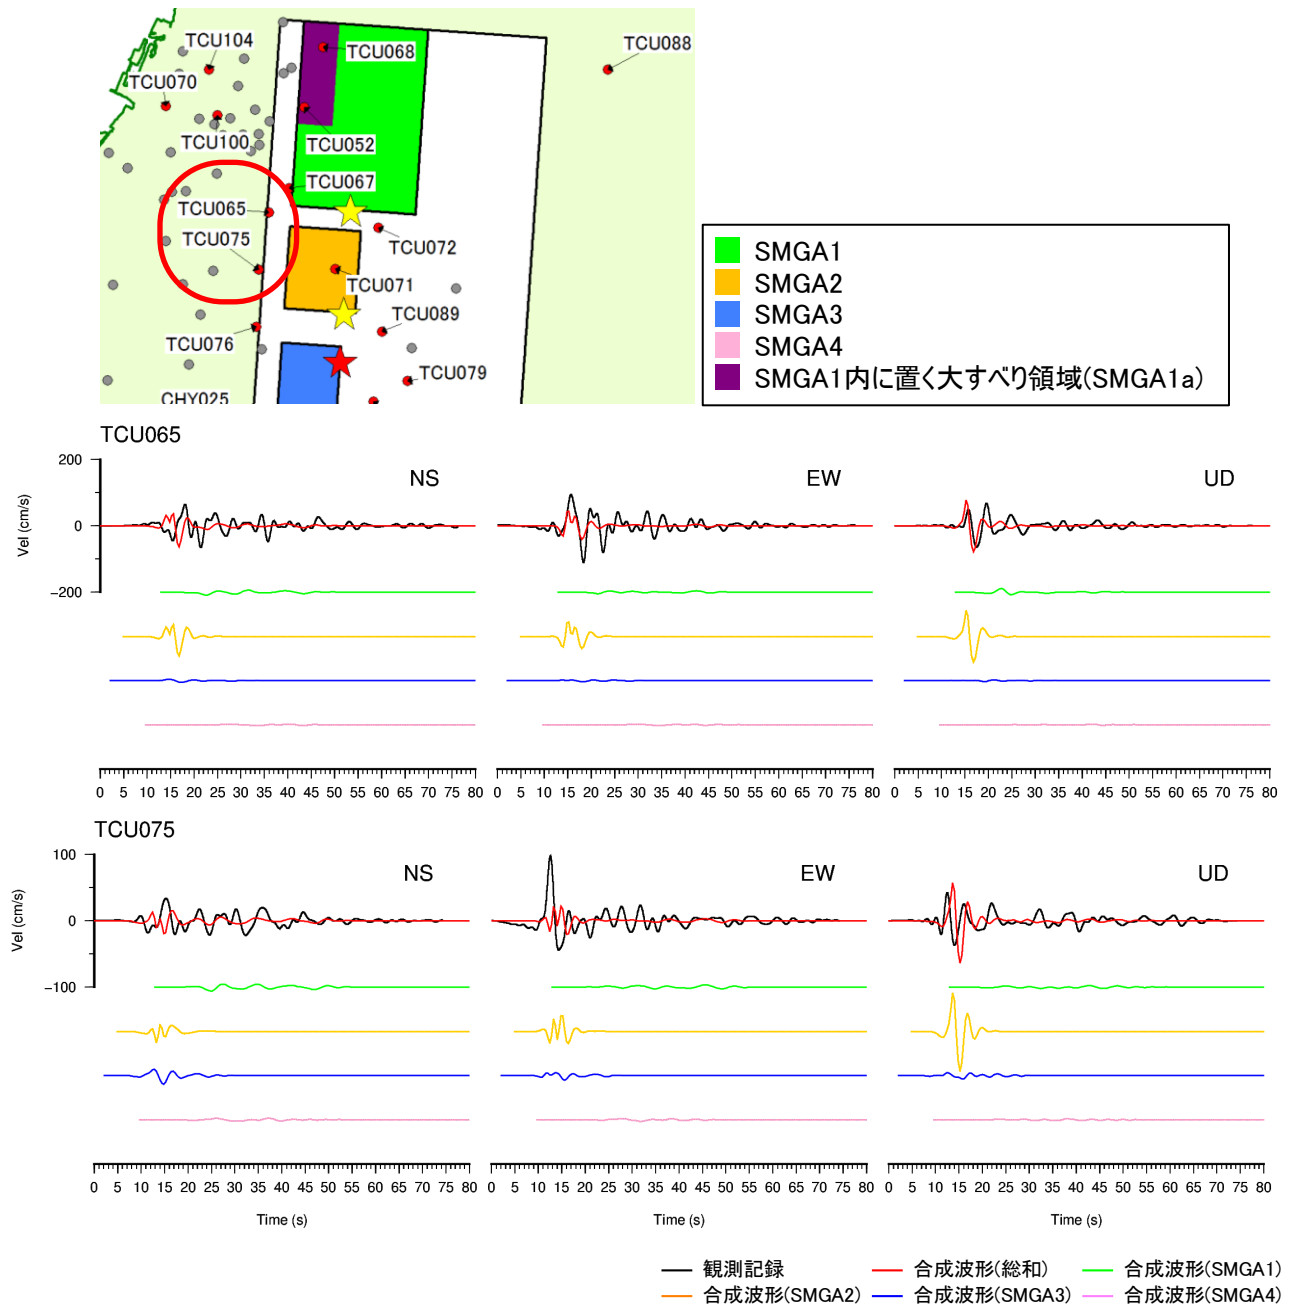 TCU104
TCU068
TCU088
TCU070
TCU100
TCU052
TCU067
TCU065
TCU075
TCU072
TCU071
TCU089
TCU076
TCU079
CHY025
SMGA1
SMGA2
SMGA3
SMGA4
SMGA1内に置く大すべり領域(SMGA1a)
TCU065
200
0
-200
Vel (cm/s)
NS
EW
UD
0 5 10 15 20 25 30 35 40 45 50 55 60 65 70 75 80
0 5 10 15 20 25 30 35 40 45 50 55 60 65 70 75 80
0 5 10 15 20 25 30 35 40 45 50 55 60 65 70 75 80
TCU075
100
0
-100
Vel (cm/s)
NS
EW
UD
0 5 10 15 20 25 30 35 40 45 50 55 60 65 70 75 80
0 5 10 15 20 25 30 35 40 45 50 55 60 65 70 75 80
0 5 10 15 20 25 30 35 40 45 50 55 60 65 70 75 80
Time (s)
Time (s)
Time (s)
観測記録 合成波形(総和) 合成波形(SMGA1)
合成波形(SMGA2) 合成波形(SMGA3) 合成波形(SMGA4)